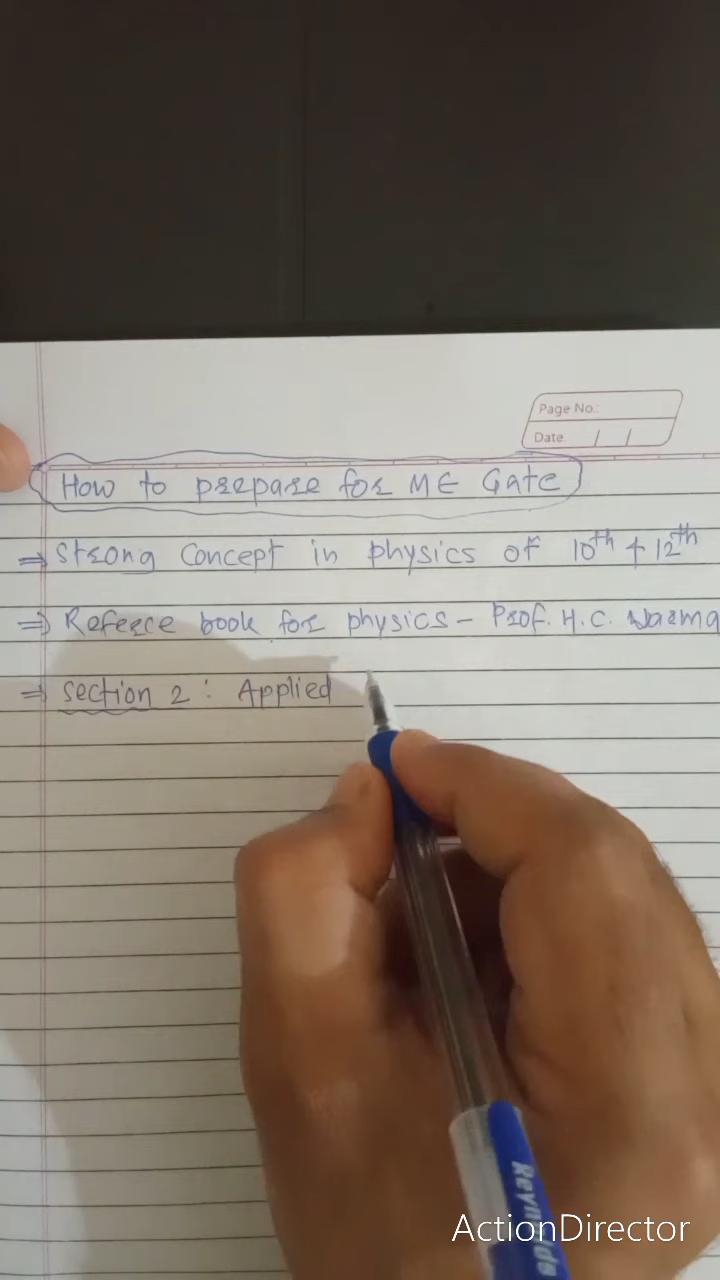 Page No.:
Date / /
How to prepare for ME Gate
⇒ Strong Concept in physics of 10th + 12th
⇒ Referce book for physics - Prof. H.C. Warma
⇒ section 2 : Applied
Reynolds
ActionDirector